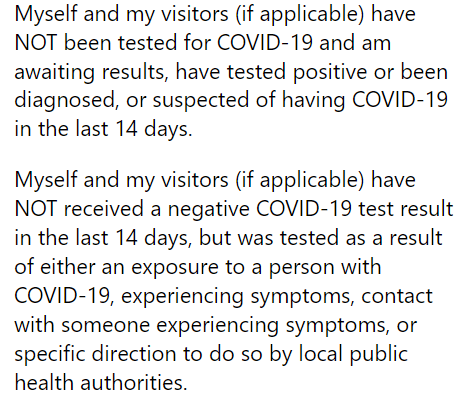 Myself and my visitors (if applicable) have
NOT been tested for COVID-19 and am
awaiting results, have tested positive or been
diagnosed, or suspected of having COVID-19
in the last 14 days.
Myself and my visitors (if applicable) have
NOT received a negative COVID-19 test result
in the last 14 days, but was tested as a result
of either an exposure to a person with
COVID-19, experiencing symptoms, contact
with someone experiencing symptoms, or
specific direction to do so by local public
health authorities.